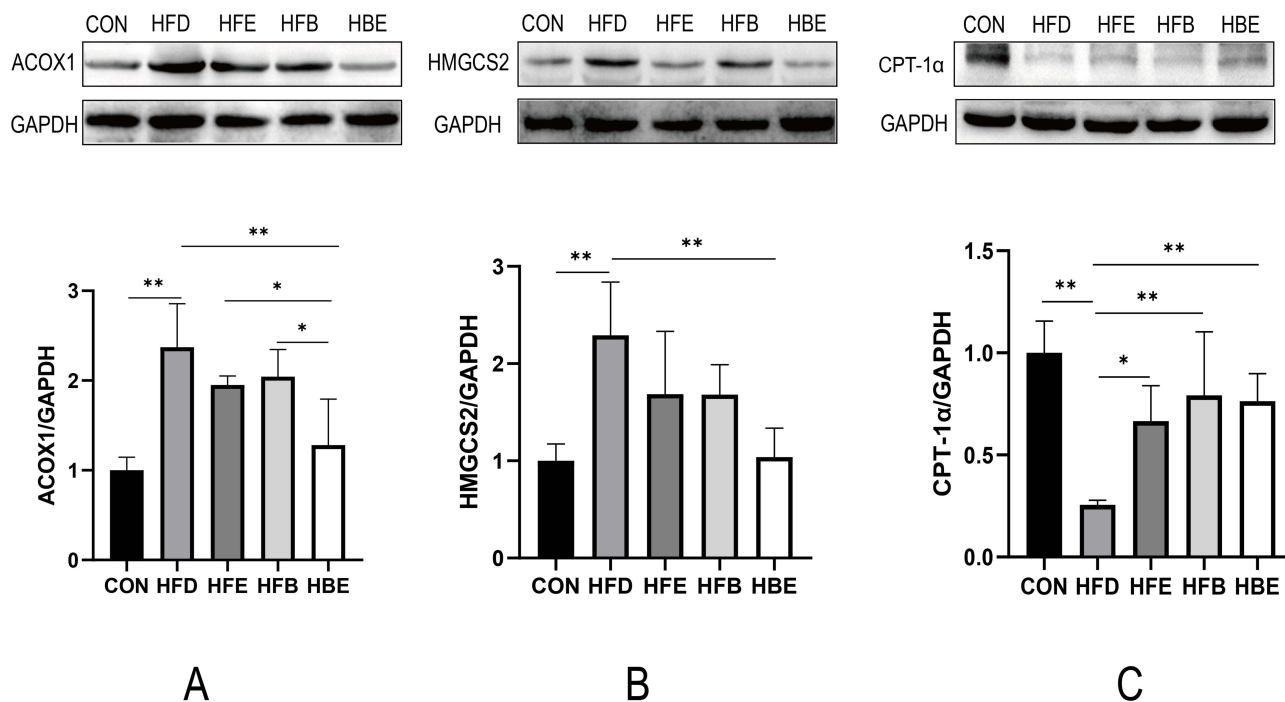 CON HFD HFE HFB HBE
ACOX1
GAPDH
CON HFD HFE HFB HBE
HMGCS2
GAPDH
CON HFD HFE HFB HBE
CPT-1α
GAPDH
**
**
*
*
3
2
1
0
ACOX1/GAPDH
CON HFD HFE HFB HBE
**
**
3
2
1
0
HMGCS2/GAPDH
CON HFD HFE HFB HBE
**
**
**
*
1.5
1.0
0.5
0.0
CPT-1α/GAPDH
CON HFD HFE HFB HBE
A
B
C